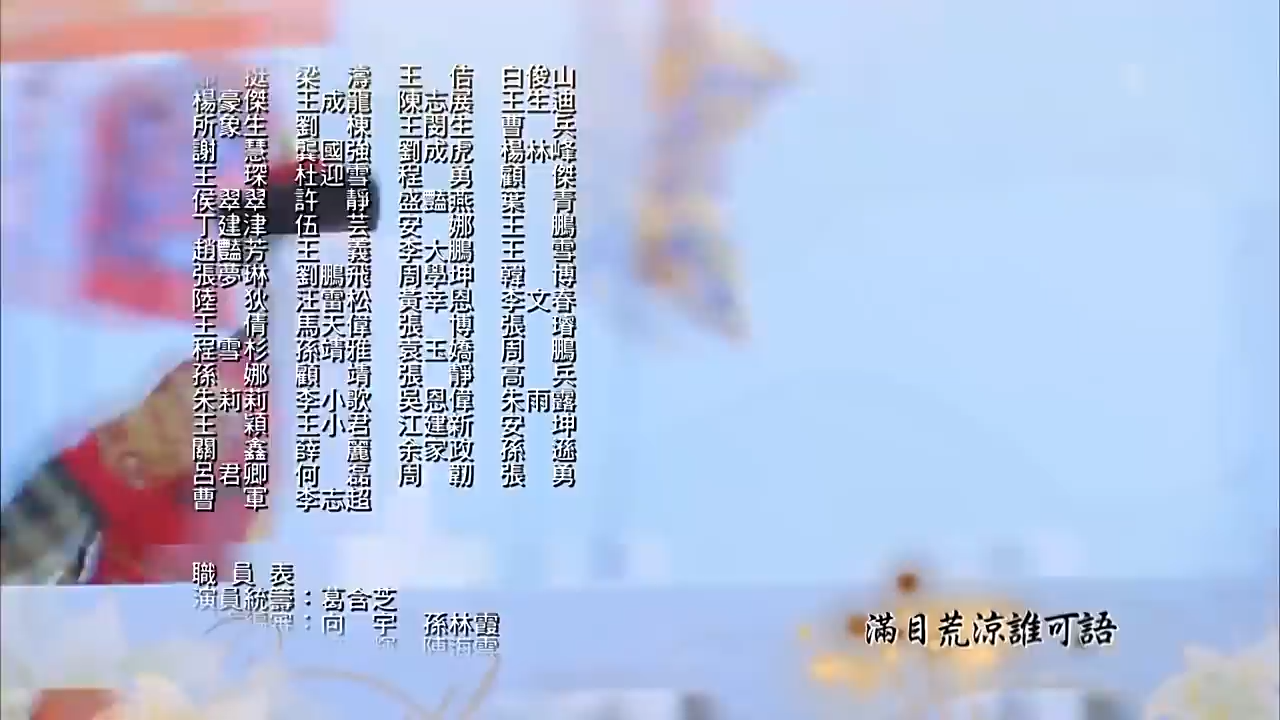 挺 梁濤 王佶 白俊山
楊豪傑 王成龍 陳志展 王生迪
所象生 劉棟 王閔生 曹兵
謝慧 龔國強 劉成虎 楊林峰
王琛 杜迎雪 程勇 顧傑
侯翠翠 許靜 盛豔燕 葉青
丁建津 伍芸 安娜 王鵬
趙豔芳 王義 李大鵬 王雪
張夢琳 劉鵬飛 周學坤 韓博
陸狄 汪雷松 黃幸恩 李文春
王倩 馬天偉 張博 張璿
程雪杉 孫靖雅 袁玉嬌 周鵬
孫娜 顧靖 張靜 高兵
朱莉莉 李小歌 吳恩偉 朱雨露
王穎 王小君 江建新 安坤
關鑫 薛麗 余家政 孫遜
呂君卿 何磊 周韌 張勇
曹軍 李志超
職員表
演員統籌：葛含芝
：向宇 孫林霞
滿目荒涼誰可語